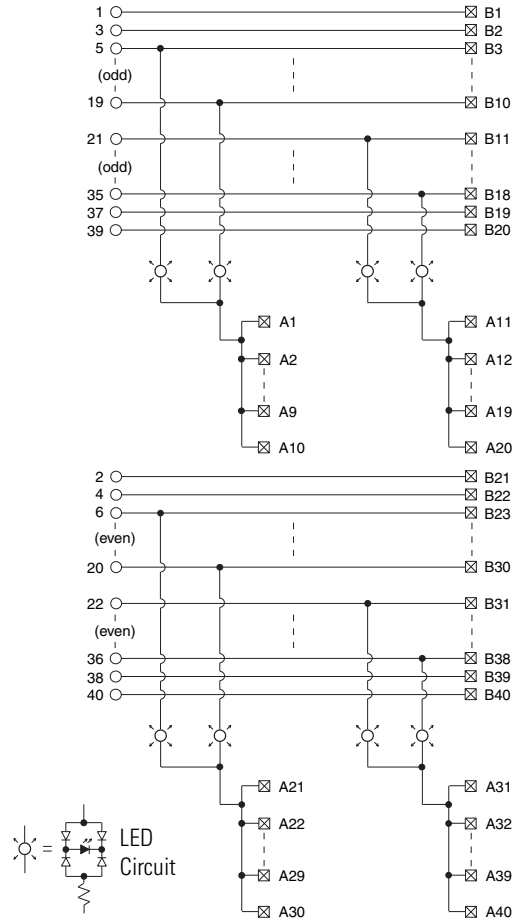 1 B1
3 B2
5 B3
(odd)
19 B10
21 B11
(odd)
35 B18
37 B19
39 B20
A1 A11
A2 A12
A9 A19
A10 A20
2 B21
4 B22
6 B23
(even)
20 B30
22 B31
(even)
36 B38
38 B39
40 B40
A21 A31
A22 A32
A29 A39
A30 A40
= LED
Circuit